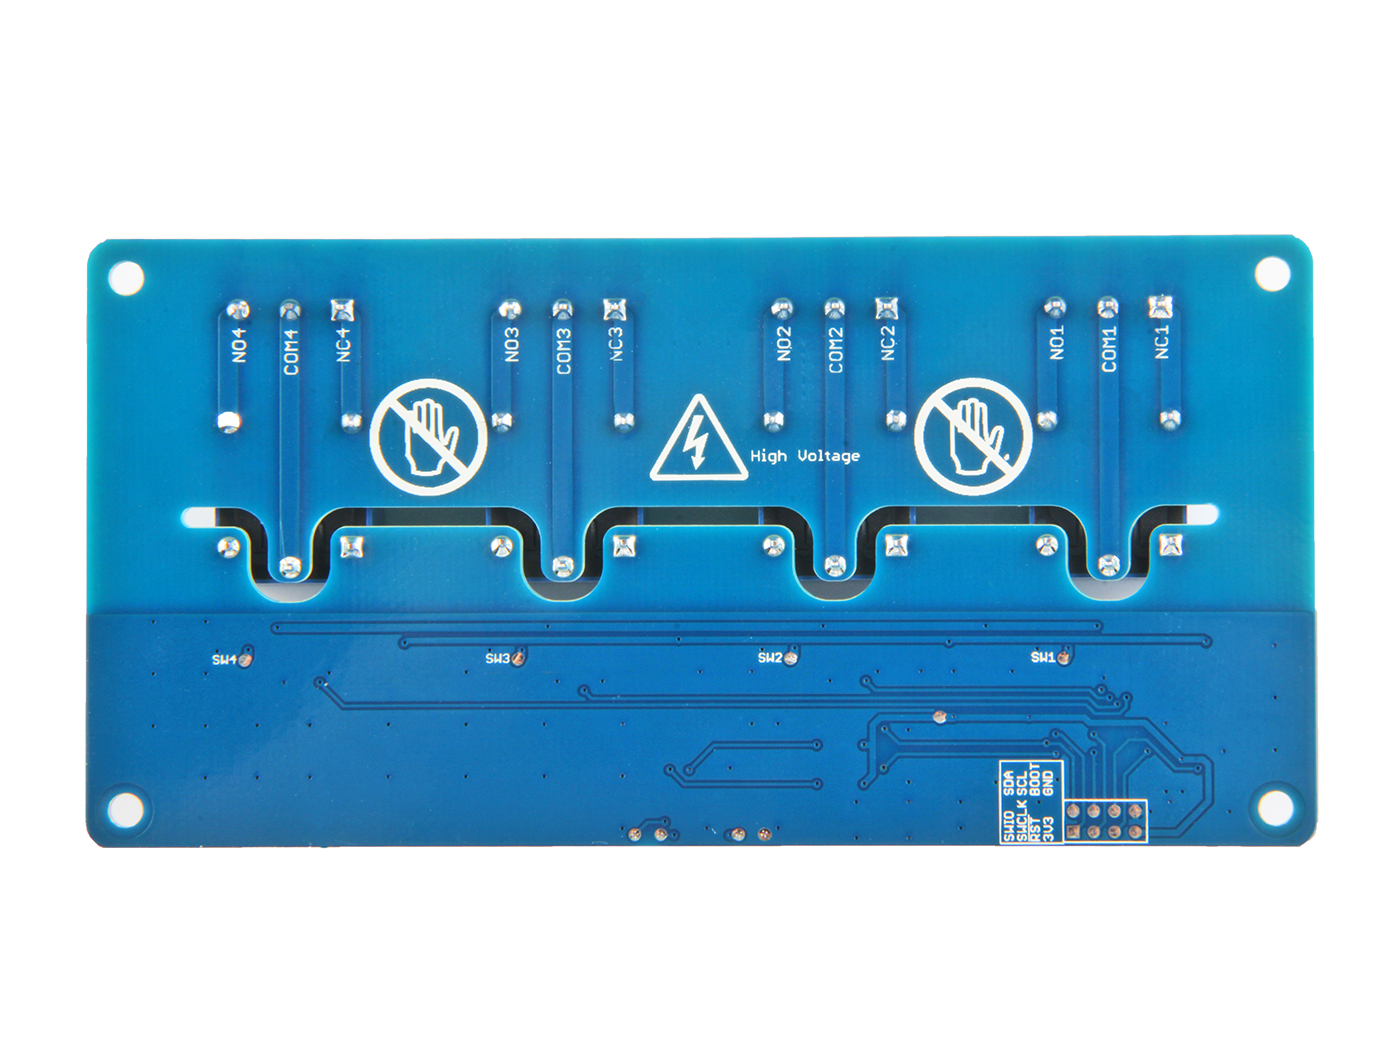 NO4
COM4
NC4
NO3
COM3
NC3
NO2
COM2
NC2
NO1
COM1
NC1
High Voltage
SW4
SW3
SW2
SW1
SWIO SDA
SWCLK SCL
RST BOOT
3V3 GND